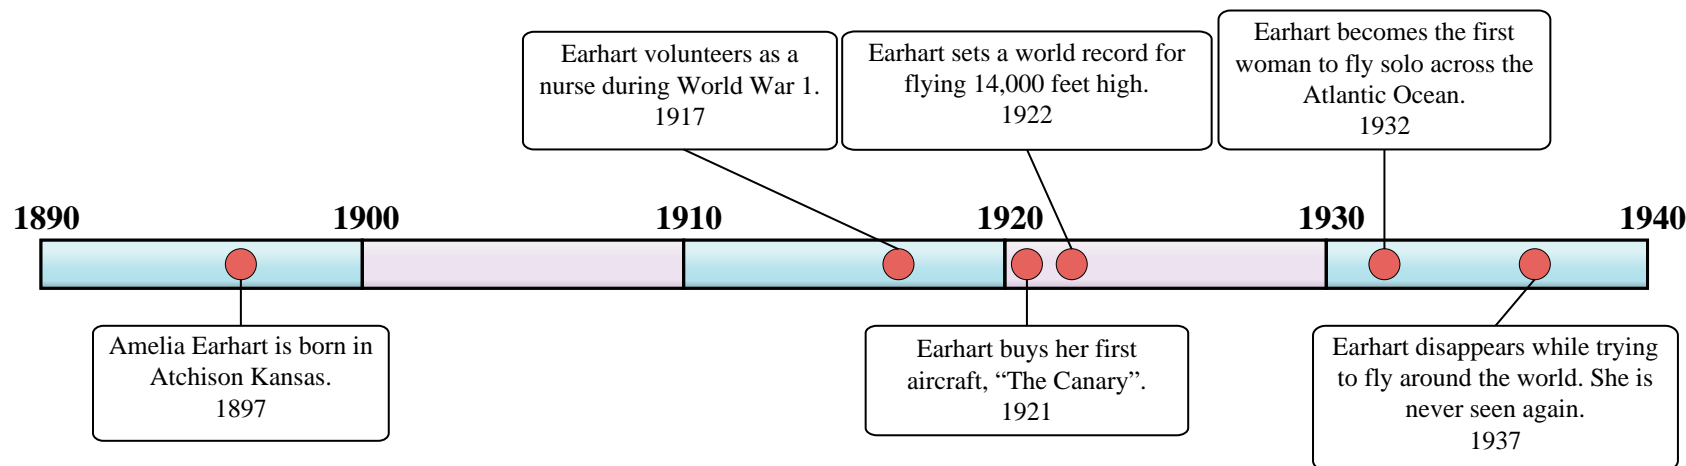 Earhart volunteers as a
nurse during World War 1.
1917
Earhart sets a world record for
flying 14,000 feet high.
1922
Earhart becomes the first
woman to fly solo across the
Atlantic Ocean.
1932
1890
1900
1910
1920
1930
1940
Amelia Earhart is born in
Atchison Kansas.
1897
Earhart buys her first
aircraft, “The Canary”.
1921
Earhart disappears while trying
to fly around the world. She is
never seen again.
1937